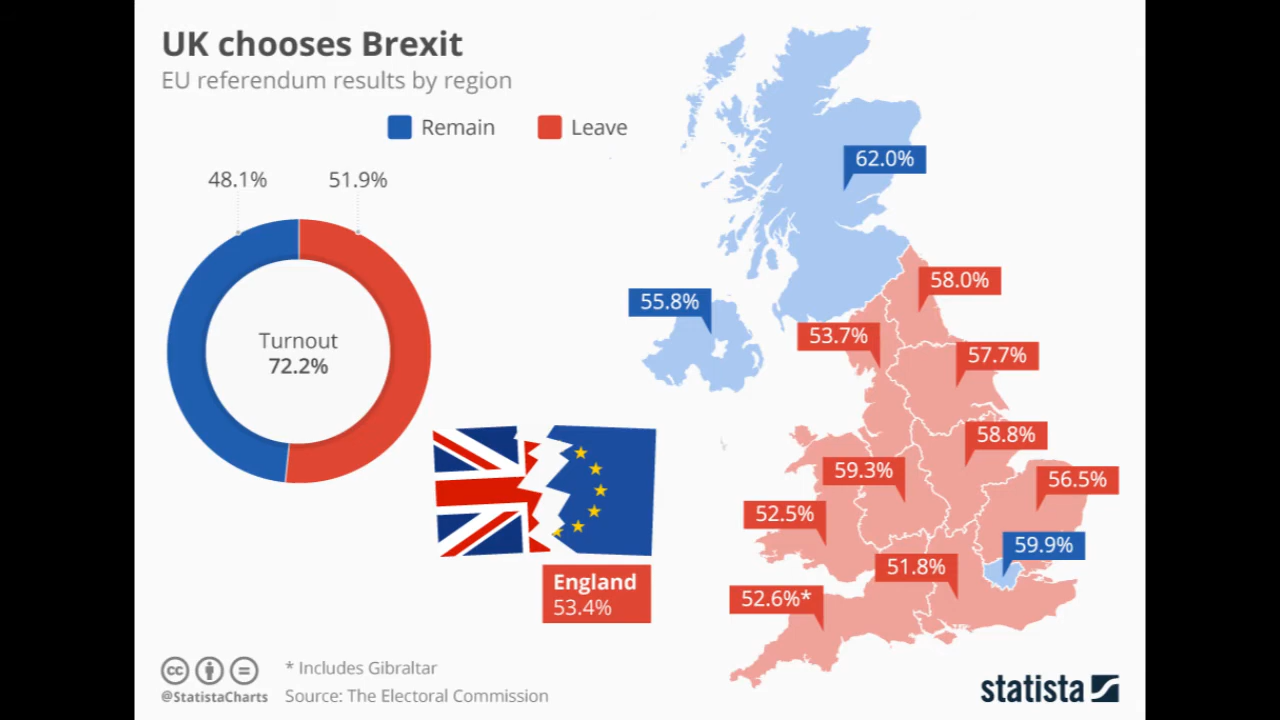 UK chooses Brexit
EU referendum results by region
Remain
Leave
48.1%
51.9%
Turnout
72.2%
62.0%
55.8%
58.0%
53.7%
57.7%
58.8%
59.3%
56.5%
52.5%
59.9%
51.8%
52.6%*
England
53.4%
cc
@StatistaCharts
* Includes Gibraltar
Source: The Electoral Commission
statista